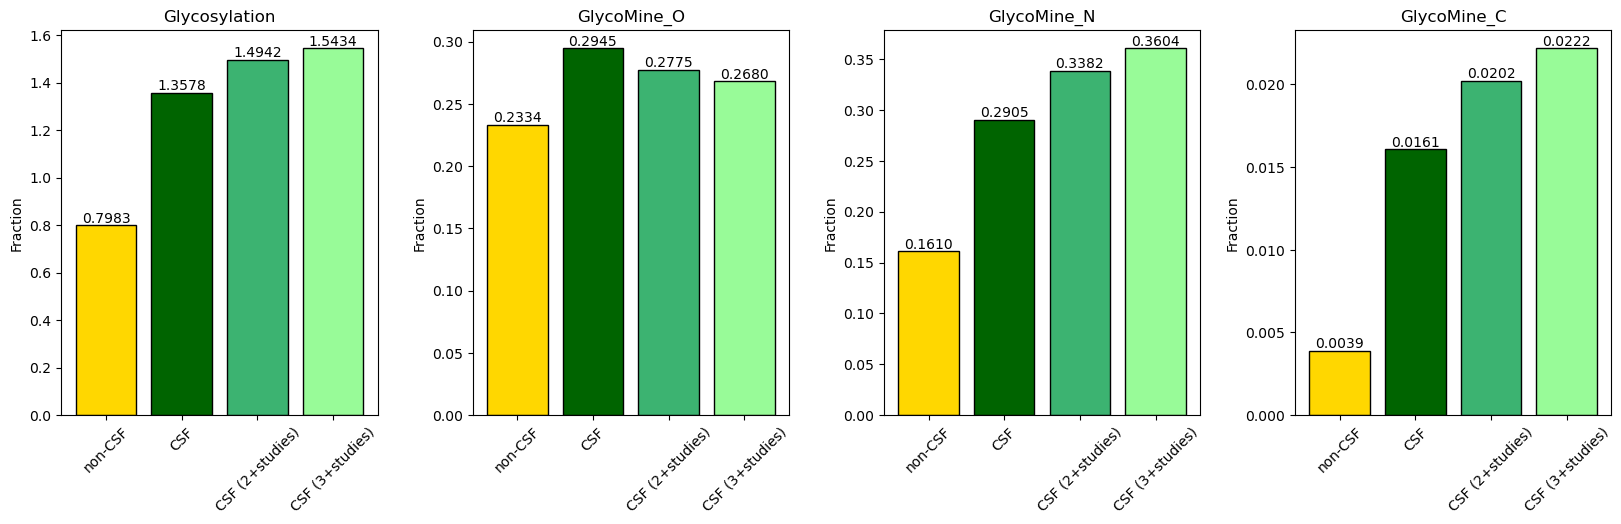 Glycosylation
Fraction
1.6
1.4
1.2
1.0
0.8
0.6
0.4
0.2
0.0
0.7983
1.3578
1.4942
1.5434
non-CSF
CSF
CSF (2+studies)
CSF (3+studies)
GlycoMine_O
Fraction
0.30
0.25
0.20
0.15
0.10
0.05
0.00
0.2334
0.2945
0.2775
0.2680
non-CSF
CSF
CSF (2+studies)
CSF (3+studies)
GlycoMine_N
Fraction
0.35
0.30
0.25
0.20
0.15
0.10
0.05
0.00
0.1610
0.2905
0.3382
0.3604
non-CSF
CSF
CSF (2+studies)
CSF (3+studies)
GlycoMine_C
Fraction
0.020
0.015
0.010
0.005
0.000
0.0039
0.0161
0.0202
0.0222
non-CSF
CSF
CSF (2+studies)
CSF (3+studies)